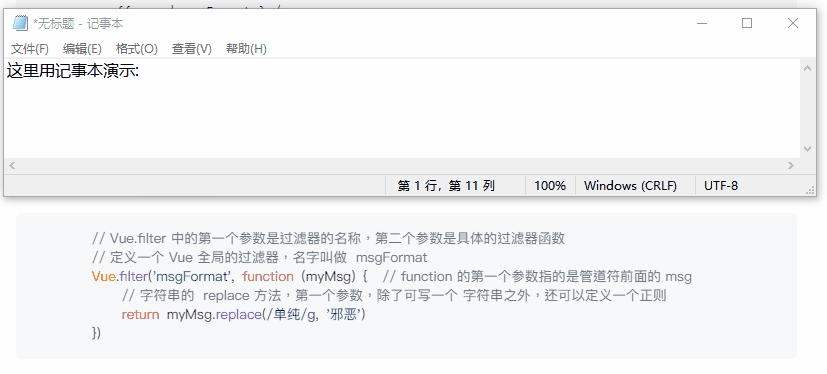 *无标题 - 记事本
文件(F) 编辑(E) 格式(O) 查看(V) 帮助(H)
这里用记事本演示:
第 1 行，第 11 列 100% Windows (CRLF) UTF-8
// Vue.filter 中的第一个参数是过滤器的名称，第二个参数是具体的过滤器函数
// 定义一个 Vue 全局的过滤器，名字叫做 msgFormat
Vue.filter('msgFormat', function (myMsg) { // function 的第一个参数指的是管道符前面的 msg
// 字符串的 replace 方法，第一个参数，除了可写一个 字符串之外，还可以定义一个正则
return myMsg.replace(/单纯/g, '邪恶')
})